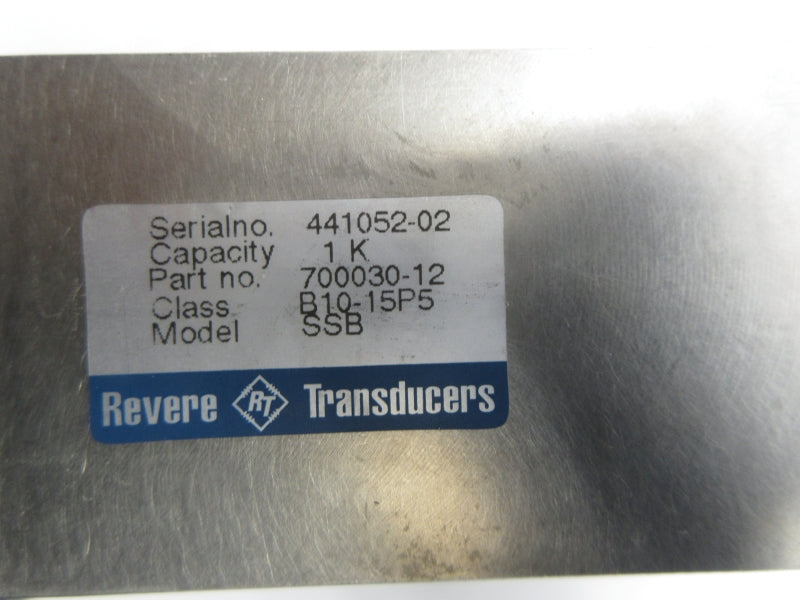 Serialno. 441052-02
Capacity 1 K
Part no. 700030-12
Class B10-15P5
Model SSB
Revere RT Transducers